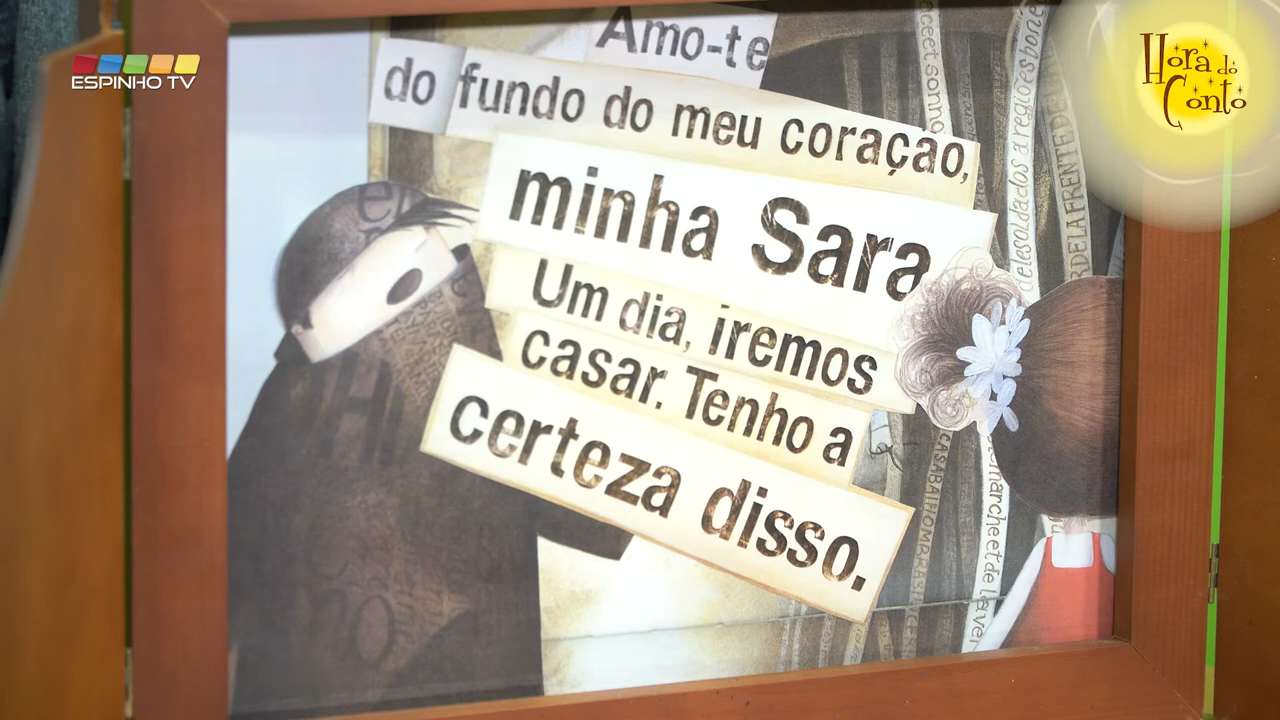 ESPINHO TV
Hora do
Conto
Amo-te
do fundo do meu coração,
minha Sara
Um dia, iremos
casar. Tenho a
certeza disso.